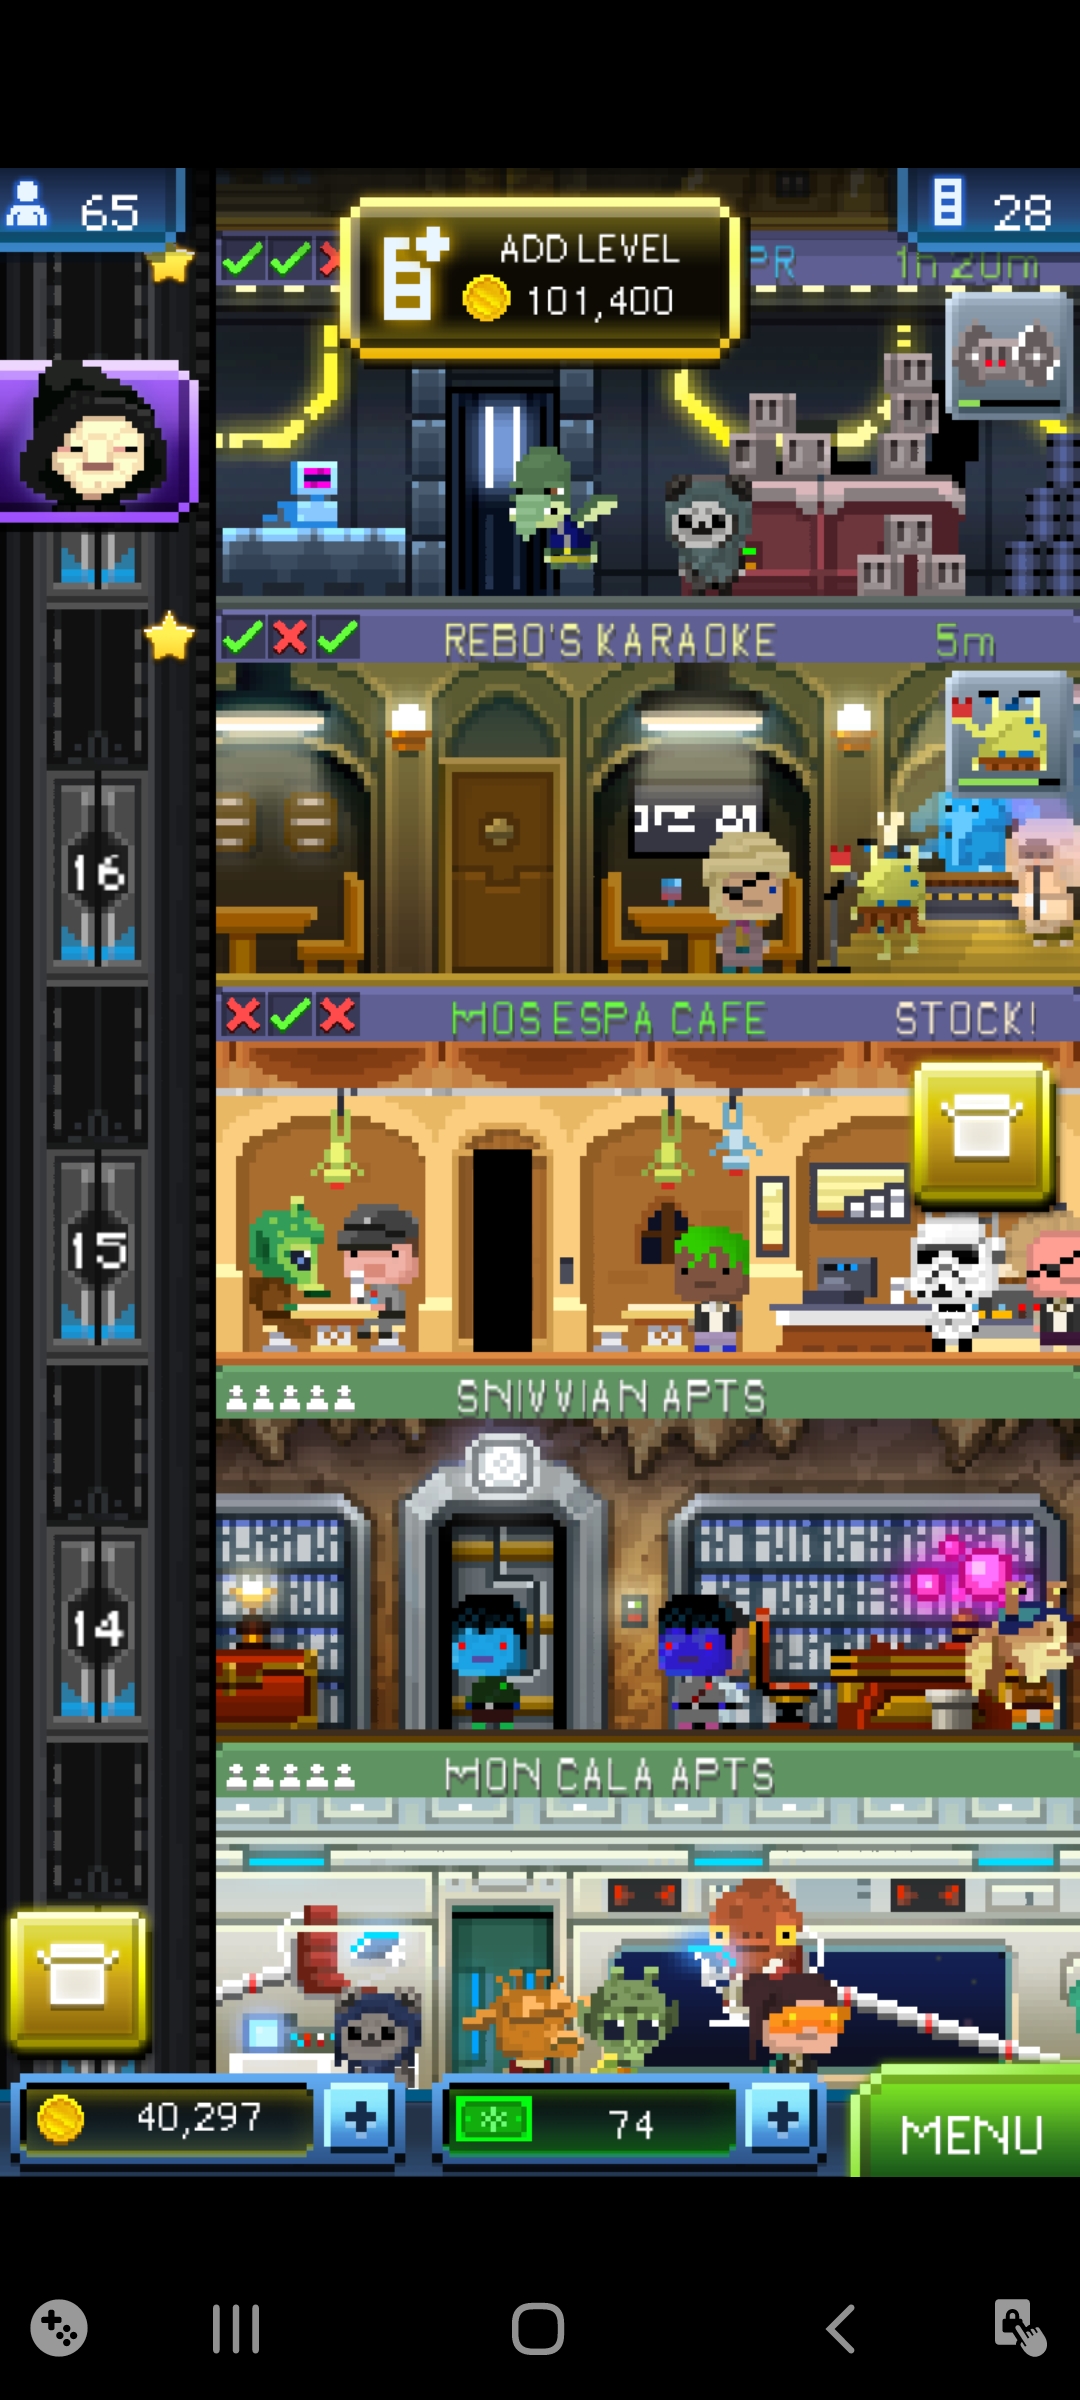 65
ADD LEVEL
101,400
28
PR
1h 20m
REBO'S KARAOKE
5m
16
MOS ESPA CAFE
STOCK!
15
SNIVVIAN APTS
14
MON CALA APTS
40,297
74
MENU